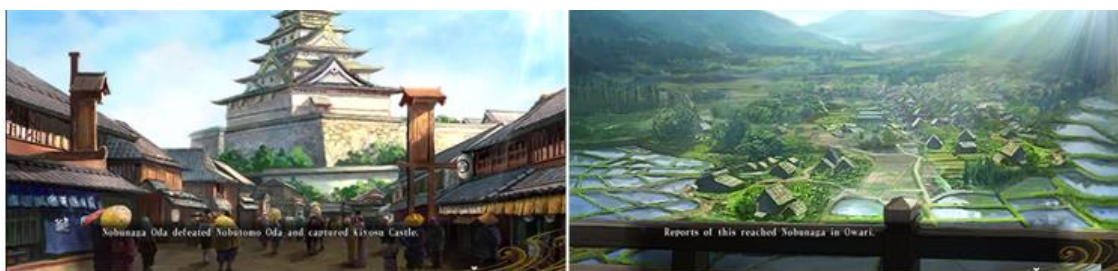 Nobunaga Oda defeated Nobutomo Oda and captured Kiyosu Castle.
Reports of this reached Nobunaga in Owari.